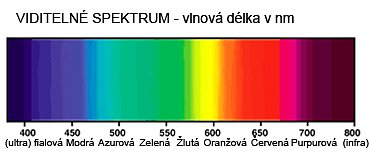 VIDITELNÉ SPEKTRUM - vlnová délka v nm
400 450 500 550 600 650 700 800
(ultra) fialová Modrá Azurová Zelená Žlutá Oranžová Červená Purpurová (infra)